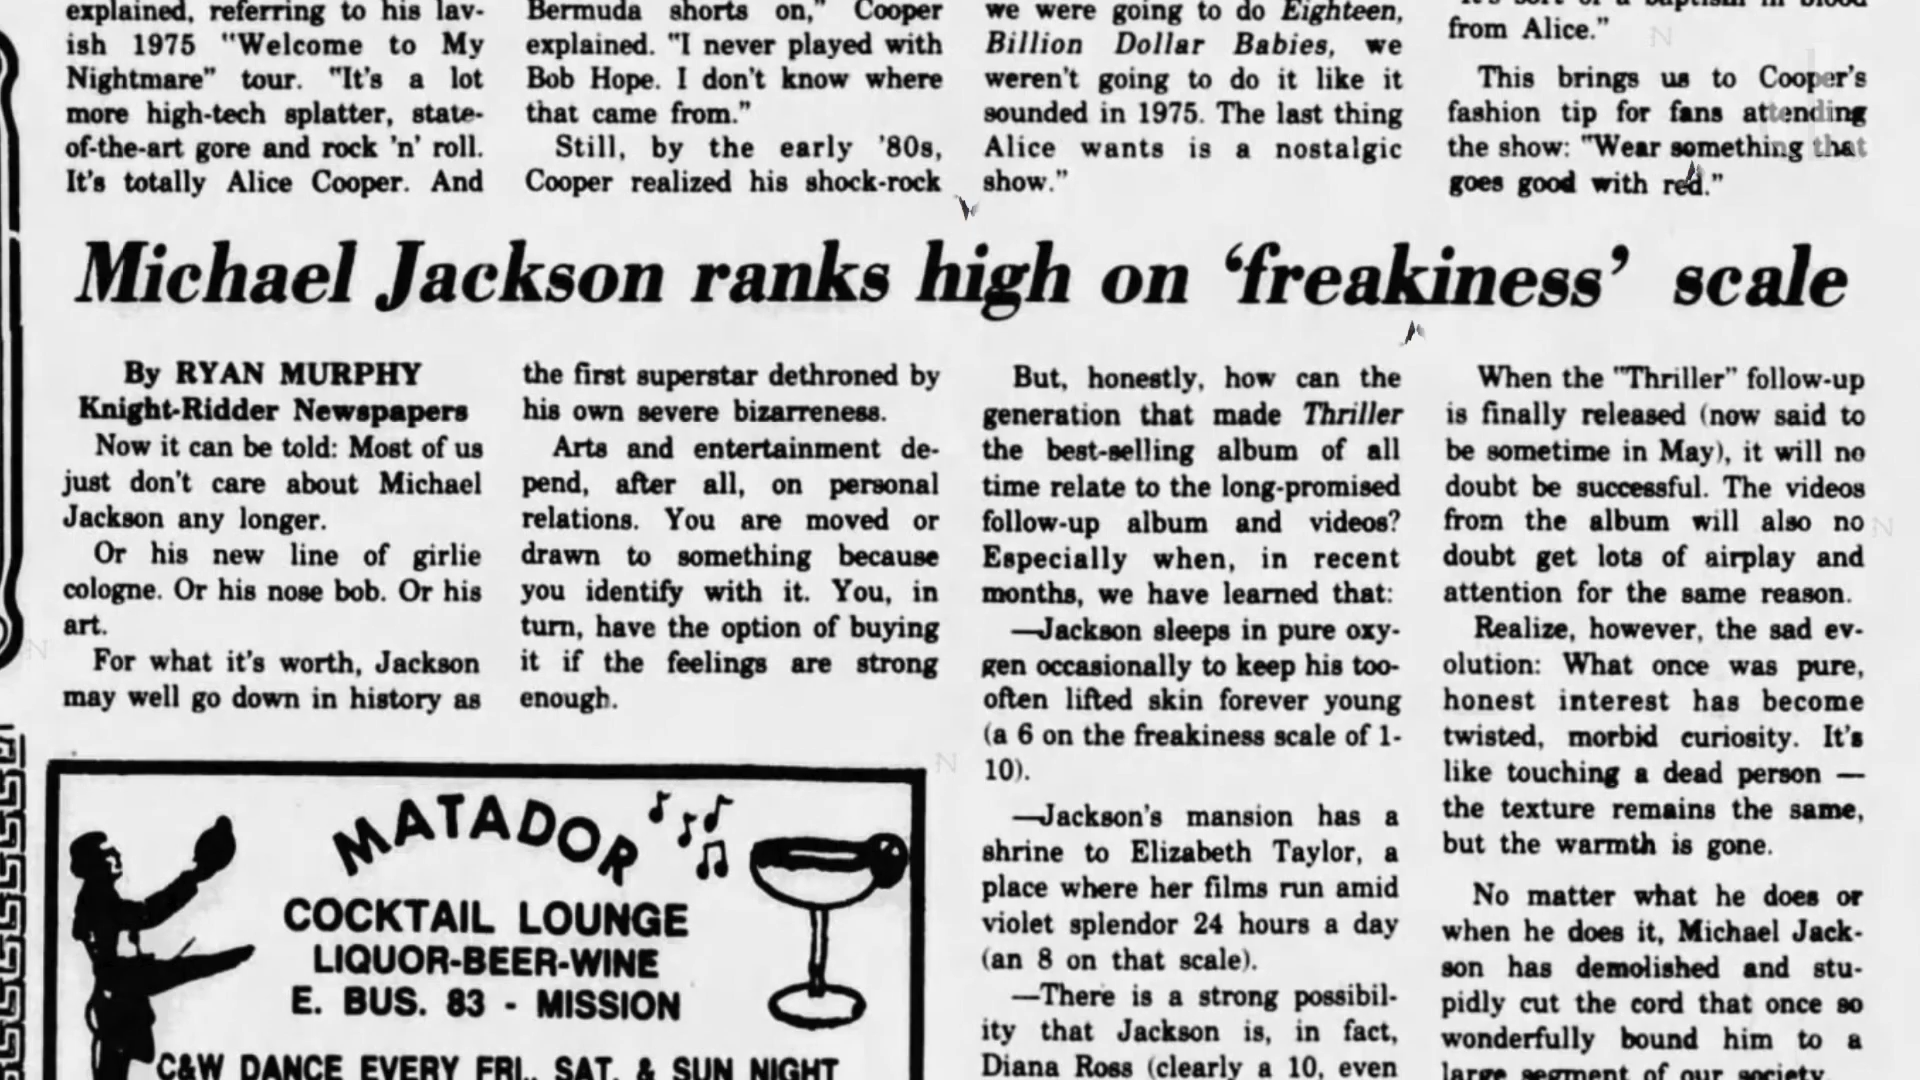 explained, referring to his lav-
ish 1975 "Welcome to My
Nightmare" tour. "It's a lot
more high-tech splatter, state-
of-the-art gore and rock 'n' roll.
It's totally Alice Cooper. And
Bermuda shorts on," Cooper
explained. "I never played with
Bob Hope. I don't know where
that came from."
Still, by the early '80s,
Cooper realized his shock-rock
we were going to do Eighteen,
Billion Dollar Babies, we
weren't going to do it like it
sounded in 1975. The last thing
Alice wants is a nostalgic
show."
"It's sort of a baptism in blood
from Alice."
This brings us to Cooper's
fashion tip for fans attending
the show: "Wear something that
goes good with red."
Michael Jackson ranks high on 'freakiness' scale
By RYAN MURPHY
Knight-Ridder Newspapers
Now it can be told: Most of us
just don't care about Michael
Jackson any longer.
Or his new line of girlie
cologne. Or his nose bob. Or his
art.
For what it's worth, Jackson
may well go down in history as
the first superstar dethroned by
his own severe bizarreness.
Arts and entertainment de-
pend, after all, on personal
relations. You are moved or
drawn to something because
you identify with it. You, in
turn, have the option of buying
it if the feelings are strong
enough.
But, honestly, how can the
generation that made Thriller
the best-selling album of all
time relate to the long-promised
follow-up album and videos?
Especially when, in recent
months, we have learned that:
—Jackson sleeps in pure oxy-
gen occasionally to keep his too-
often lifted skin forever young
(a 6 on the freakiness scale of 1-
10).
—Jackson's mansion has a
shrine to Elizabeth Taylor, a
place where her films run amid
violet splendor 24 hours a day
(an 8 on that scale).
—There is a strong possibil-
ity that Jackson is, in fact,
Diana Ross (clearly a 10, even
When the "Thriller" follow-up
is finally released (now said to
be sometime in May), it will no
doubt be successful. The videos
from the album will also no
doubt get lots of airplay and
attention for the same reason.
Realize, however, the sad ev-
olution: What once was pure,
honest interest has become
twisted, morbid curiosity. It's
like touching a dead person —
the texture remains the same,
but the warmth is gone.
No matter what he does or
when he does it, Michael Jack-
son has demolished and stu-
pidly cut the cord that once so
wonderfully bound him to a
large segment of our society.
MATADOR
COCKTAIL LOUNGE
LIQUOR-BEER-WINE
E. BUS. 83 - MISSION
C&W DANCE EVERY FRI., SAT. & SUN NIGHT